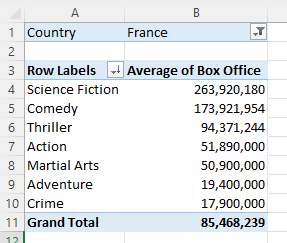 A B
1 Country France
2
3 Row Labels Average of Box Office
4 Science Fiction 263,920,180
5 Comedy 173,921,954
6 Thriller 94,371,244
7 Action 51,890,000
8 Martial Arts 50,900,000
9 Adventure 19,400,000
10 Crime 17,900,000
11 Grand Total 85,468,239
12